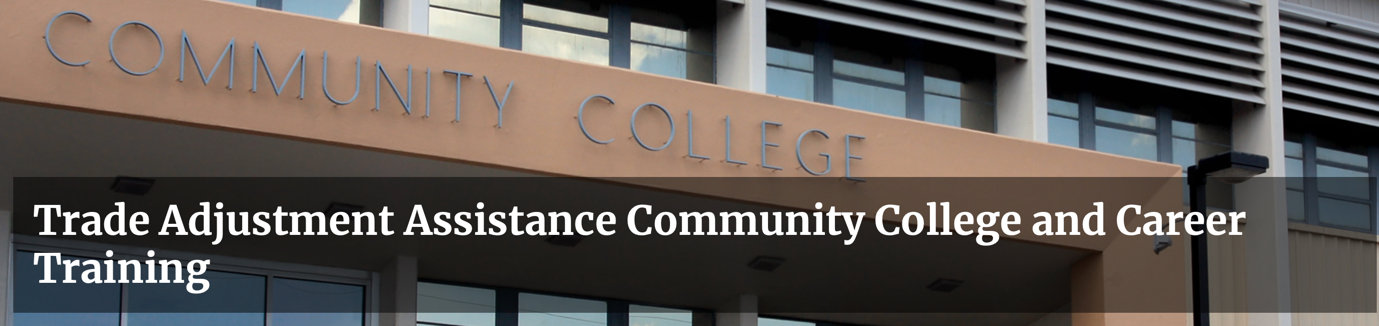 COMMUNITY COLLEGE
Trade Adjustment Assistance Community College and Career
Training